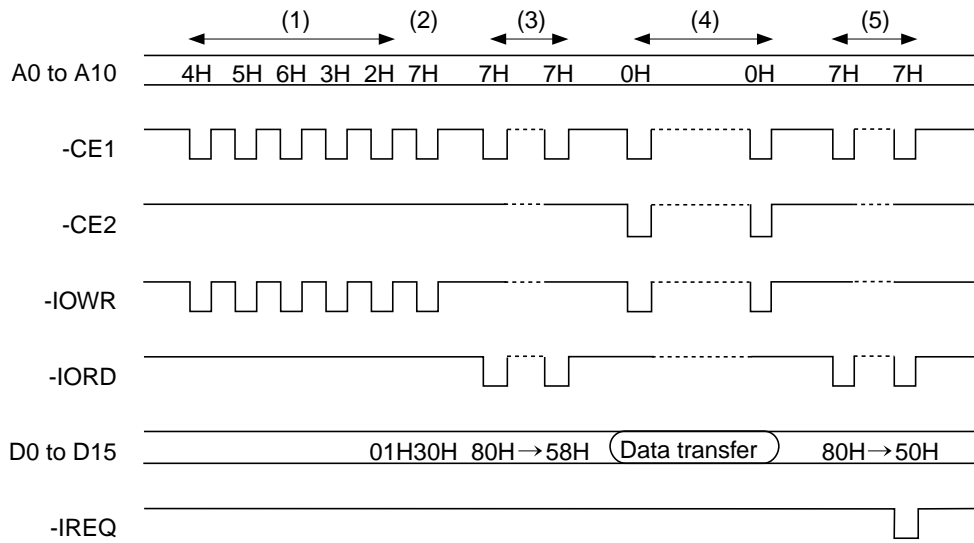 (1) (2) (3) (4) (5)
A0 to A10 4H 5H 6H 3H 2H 7H 7H 7H 0H 0H 7H 7H
-CE1
-CE2
-IOWR
-IORD
D0 to D15 01H30H 80H→58H Data transfer 80H→50H
-IREQ